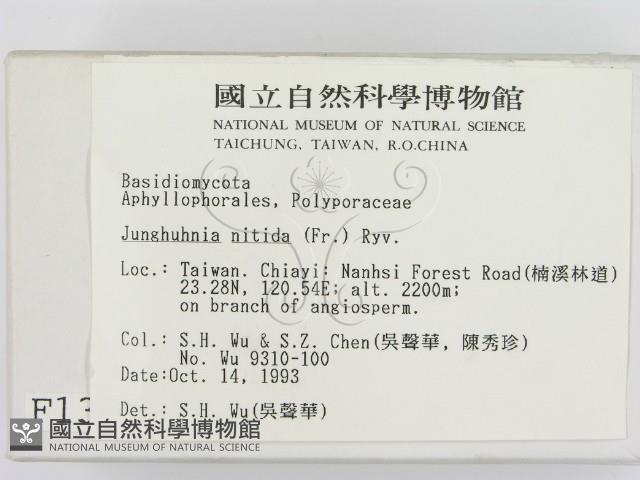 國立自然科學博物館
NATIONAL MUSEUM OF NATURAL SCIENCE
TAICHUNG, TAIWAN, R.O.CHINA
Basidiomycota
Aphyllophorales, Polyporaceae
Junghuhnia nitida (Fr.) Ryv.
Loc.: Taiwan. Chiayi: Nanhsi Forest Road(楠溪林道)
23.28N, 120.54E; alt. 2200m;
on branch of angiosperm.
Col.: S.H. Wu & S.Z. Chen(吳聲華, 陳秀珍)
No. Wu 9310-100
Date:Oct. 14, 1993
Det.: S.H. Wu(吳聲華)
國立自然科學博物館
NATIONAL MUSEUM OF NATURAL SCIENCE